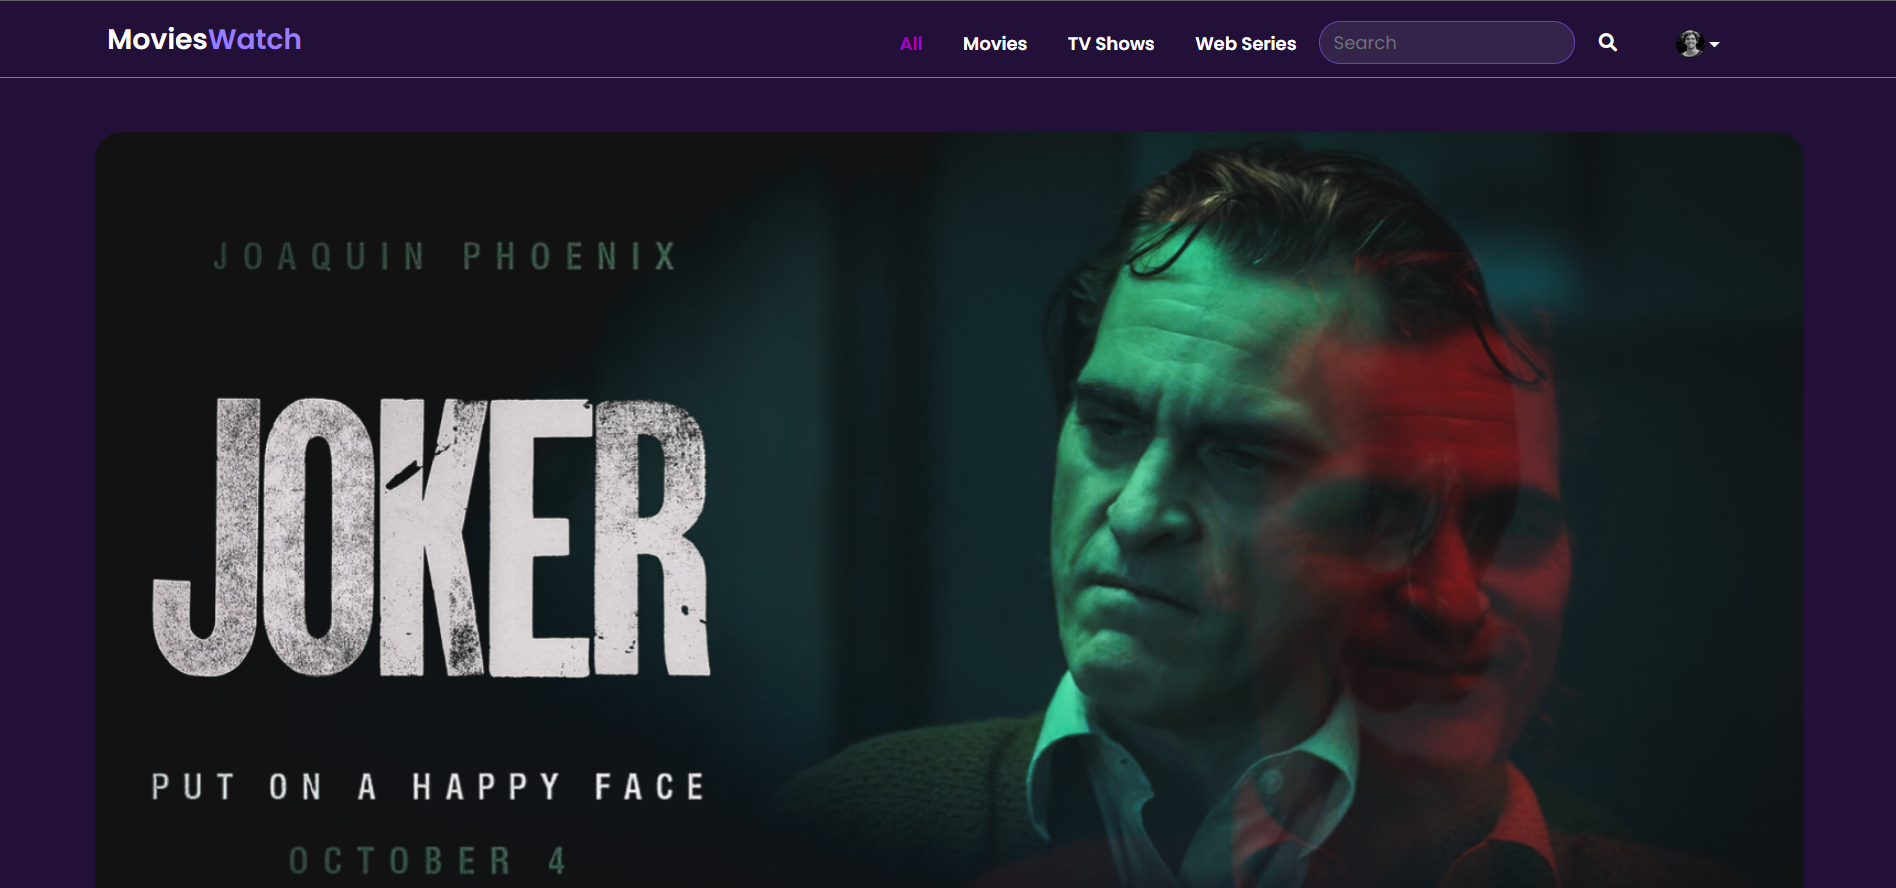 MoviesWatch
All Movies TV Shows Web Series Search
JOAQUIN PHOENIX
JOKER
PUT ON A HAPPY FACE
OCTOBER 4